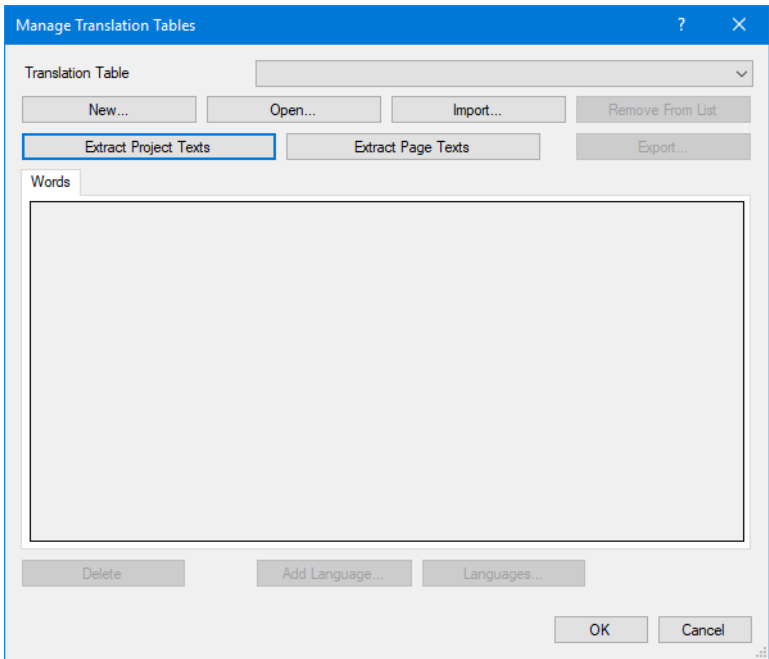 Manage Translation Tables ?
Translation Table
New... Open... Import... Remove From List
Extract Project Texts Extract Page Texts Export...
Words
Delete Add Language... Languages...
OK Cancel